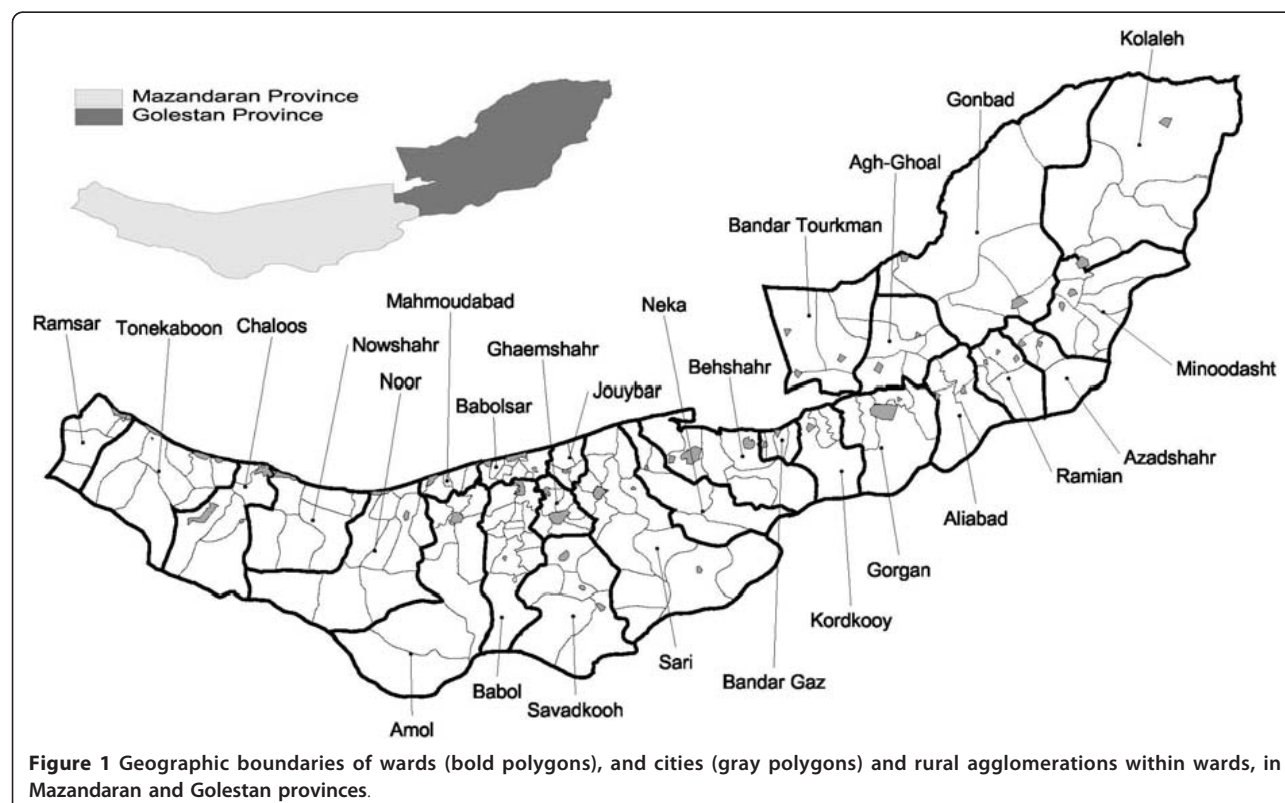 Kolaleh
Mazandaran Province
Golestan Province
Gonbad
Agh-Ghoal
Bandar Tourkman
Mahmoudabad
Neka
Ramsar
Tonekaboon
Chaloos
Nowshahr
Ghaemshahr
Behshahr
Noor
Jouybar
Minoodasht
Babolsar
Azadshahr
Ramian
Aliabad
Gorgan
Kordkooy
Sari
Bandar Gaz
Babol
Savadkooh
Amol
Figure 1 Geographic boundaries of wards (bold polygons), and cities (gray polygons) and rural agglomerations within wards, in
Mazandaran and Golestan provinces.